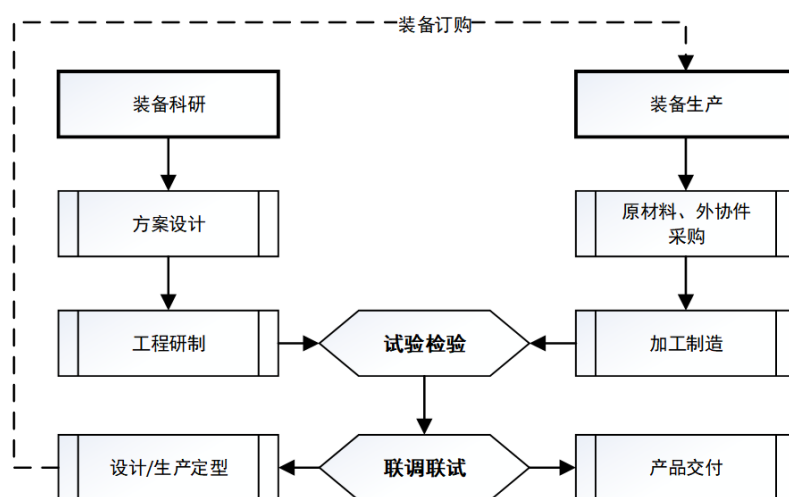 装备订购
装备科研
装备生产
方案设计
原材料、外协件
采购
工程研制
试验检验
加工制造
设计/生产定型
联调联试
产品交付